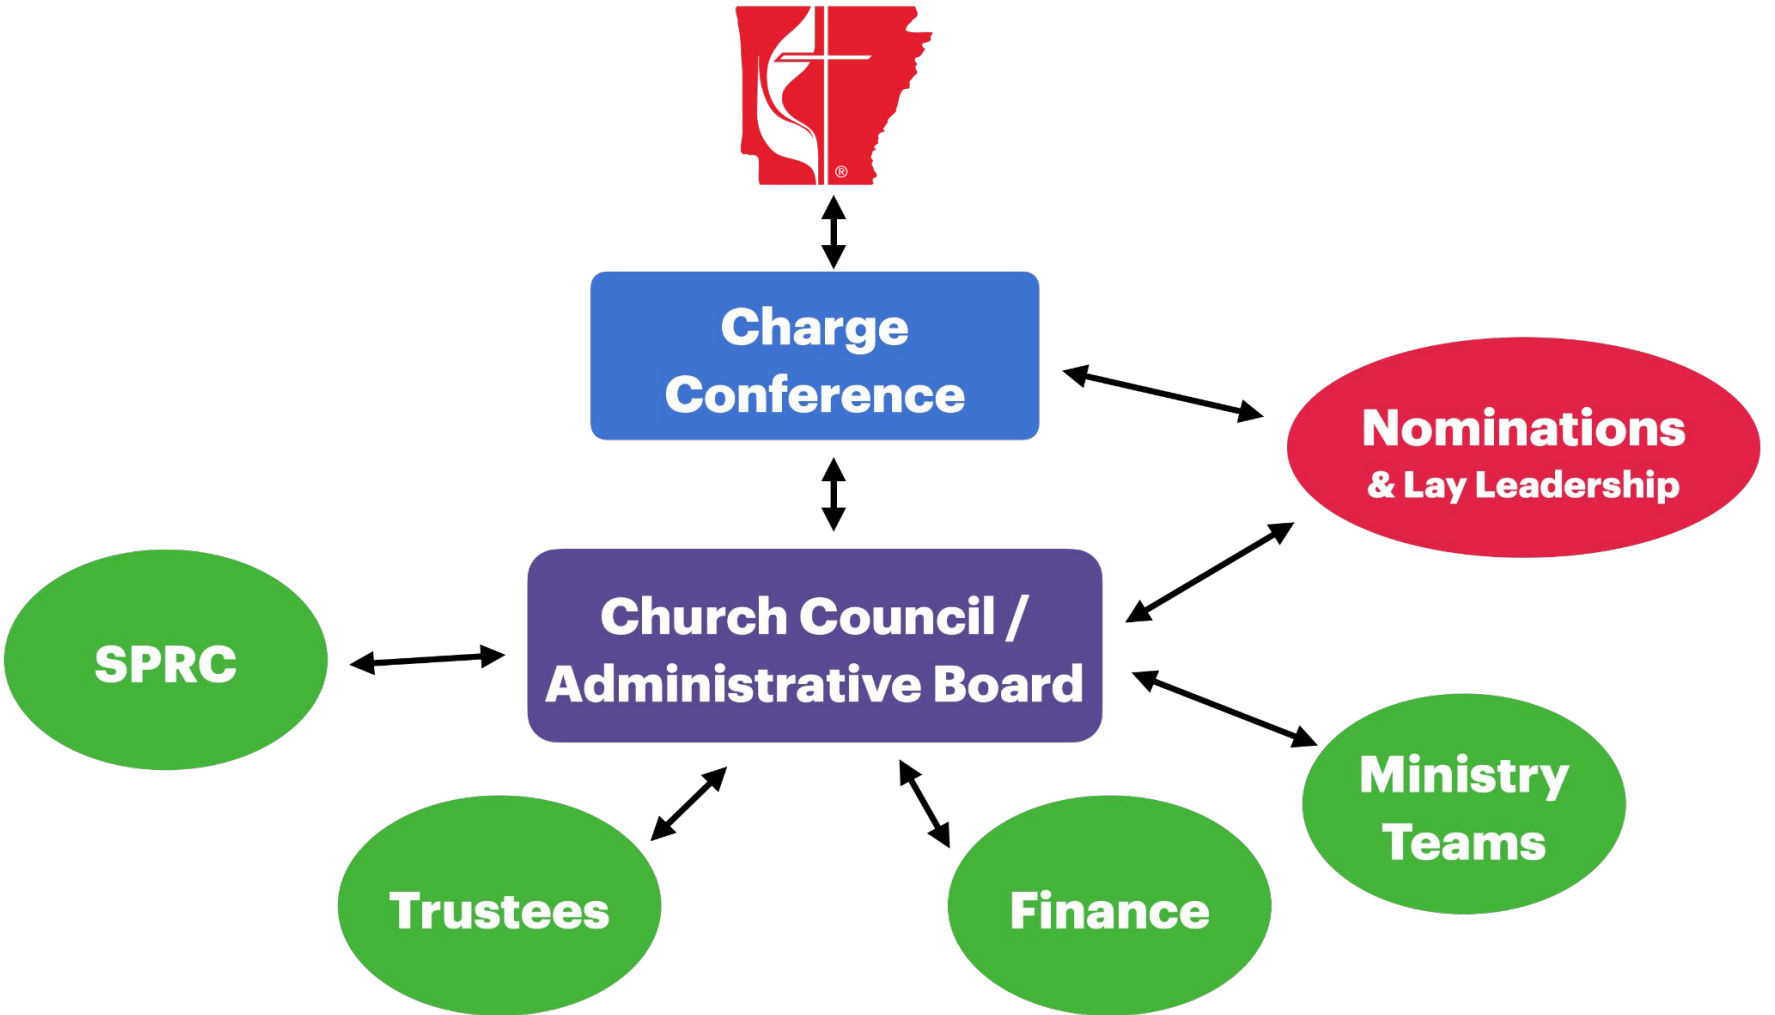 ®
Charge
Conference
Nominations
& Lay Leadership
Church Council /
Administrative Board
SPRC
Ministry
Teams
Trustees
Finance